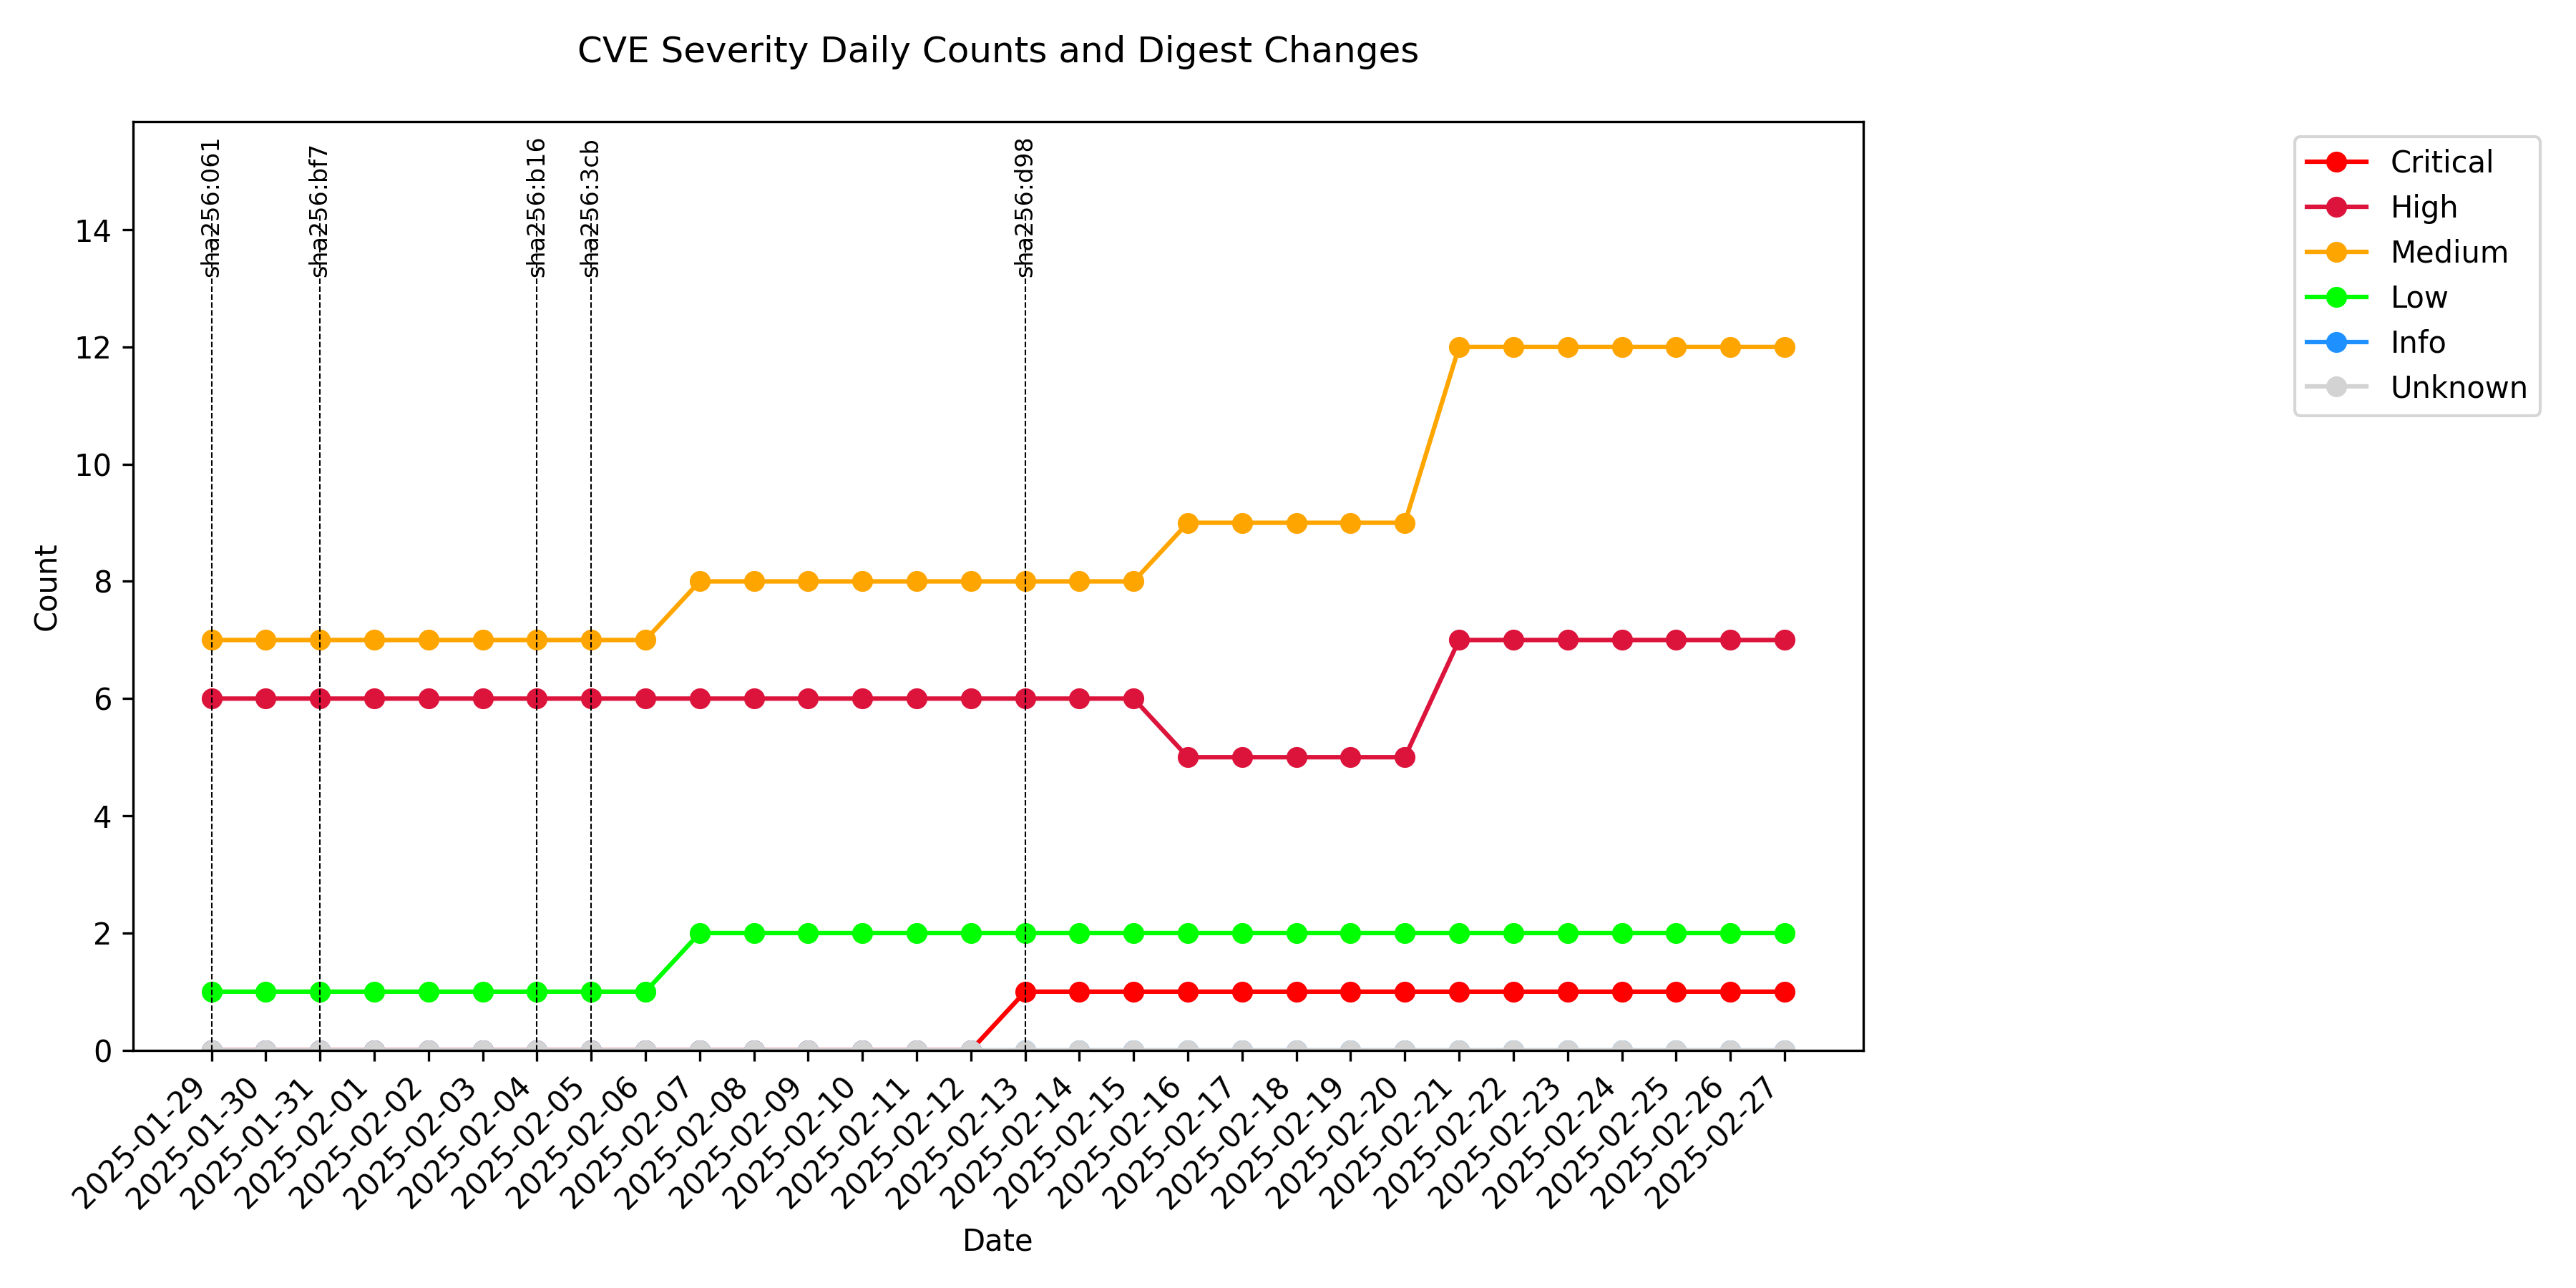 CVE Severity Daily Counts and Digest Changes
sha256:061
sha256:bf7
sha256:b16
sha256:3cb
sha256:d98
Critical
High
Medium
Low
Info
Unknown
Count
14
12
10
8
6
4
2
0
2025-01-29
2025-01-30
2025-01-31
2025-02-01
2025-02-02
2025-02-03
2025-02-04
2025-02-05
2025-02-06
2025-02-07
2025-02-08
2025-02-09
2025-02-10
2025-02-11
2025-02-12
2025-02-13
2025-02-14
2025-02-15
2025-02-16
2025-02-17
2025-02-18
2025-02-19
2025-02-20
2025-02-21
2025-02-22
2025-02-23
2025-02-24
2025-02-25
2025-02-26
2025-02-27
Date